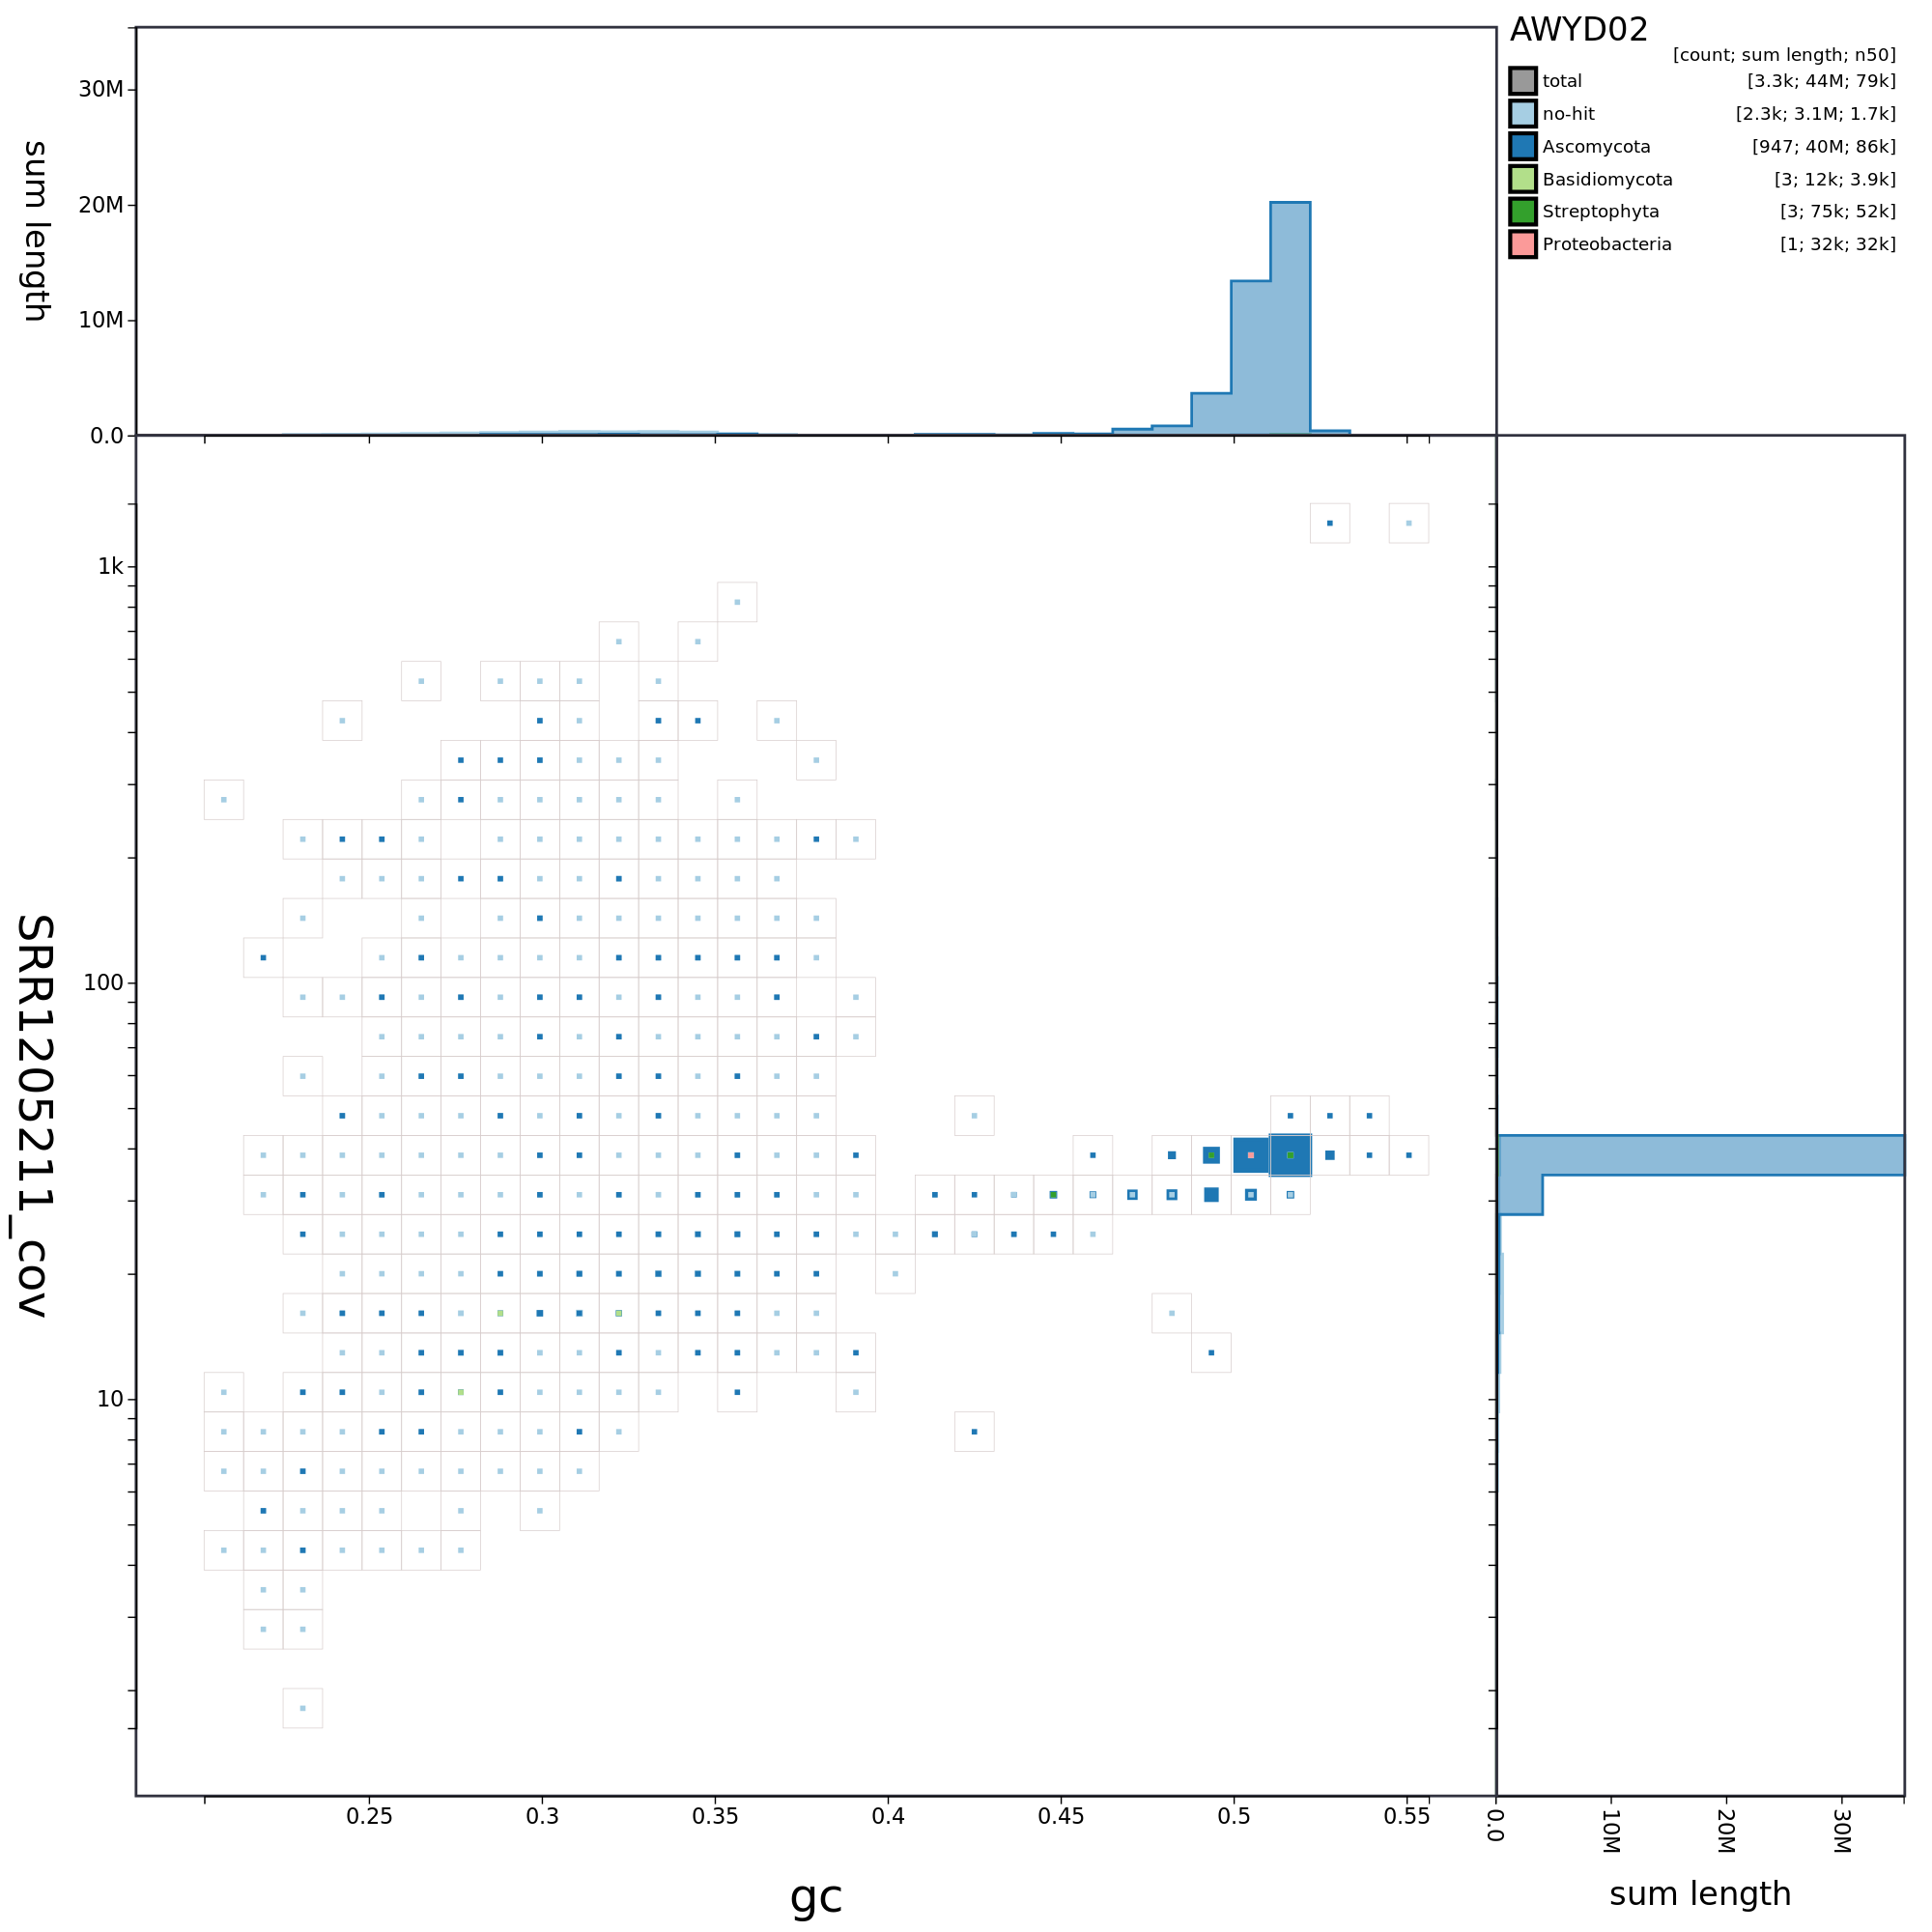 AWYD02
[count; sum length; n50]
total [3.3k; 44M; 79k]
no-hit [2.3k; 3.1M; 1.7k]
Ascomycota [947; 40M; 86k]
Basidiomycota [3; 12k; 3.9k]
Streptophyta [3; 75k; 52k]
Proteobacteria [1; 32k; 32k]
sum length
30M
20M
10M
0.0
SRR1205211_cov
1k
100
10
0.25 0.3 0.35 0.4 0.45 0.5 0.55
gc
0.0 10M 20M 30M
sum length